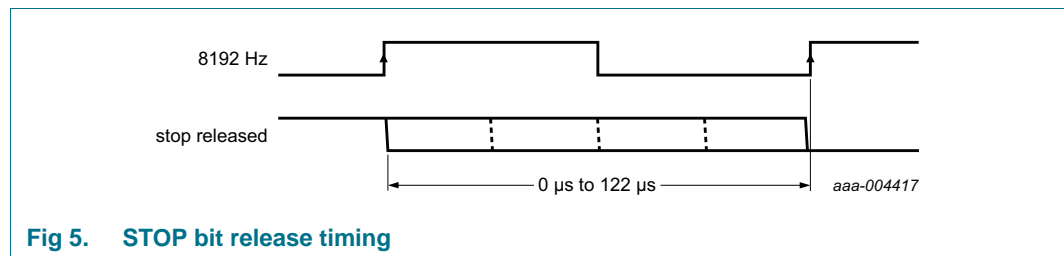 8192 Hz
stop released
0 μs to 122 μs
aaa-004417
Fig 5. STOP bit release timing